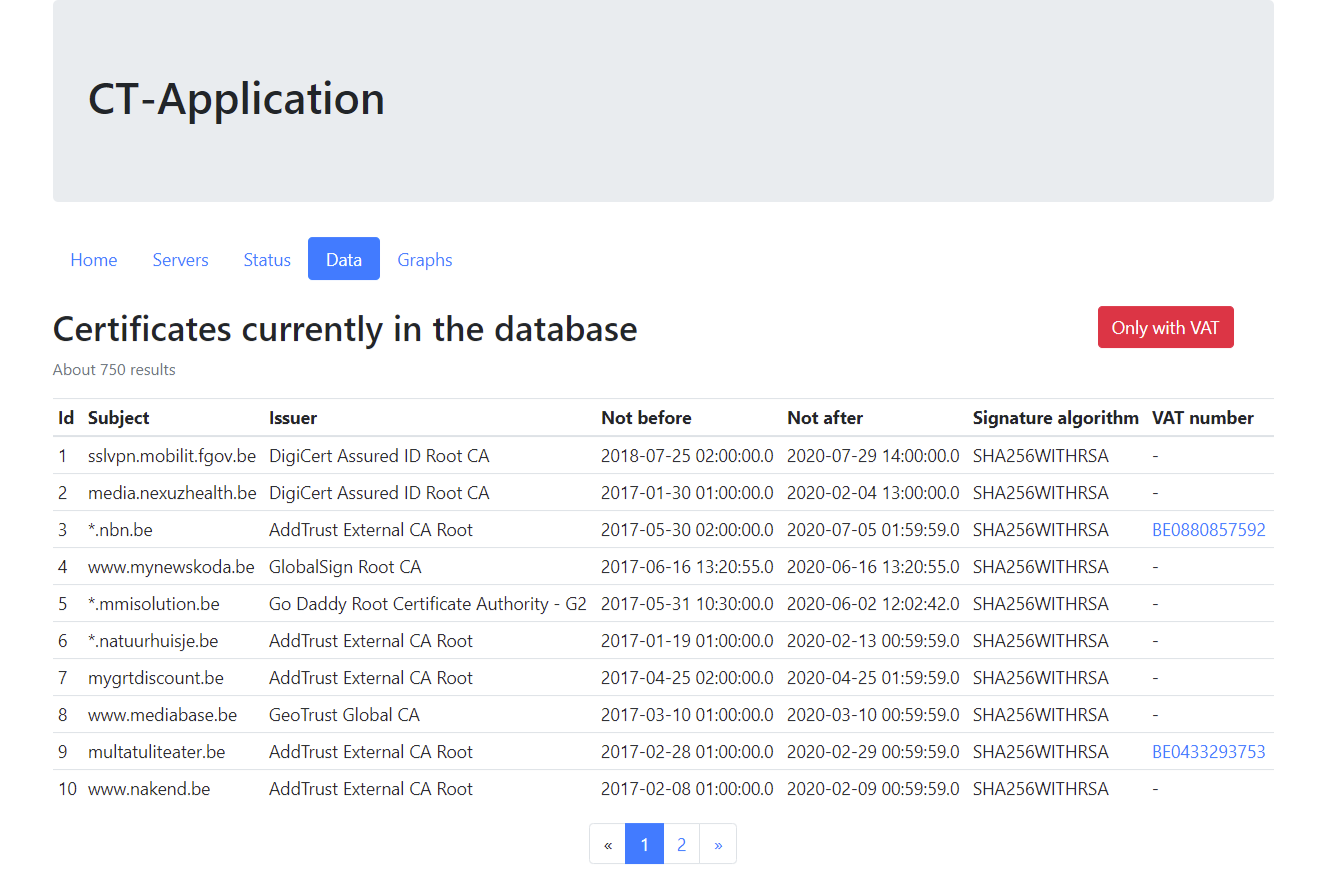 CT-Application
Home Servers Status Data Graphs
Certificates currently in the database Only with VAT
About 750 results
Id Subject Issuer Not before Not after Signature algorithm VAT number
1 sslvpn.mobilit.fgov.be DigiCert Assured ID Root CA 2018-07-25 02:00:00.0 2020-07-29 14:00:00.0 SHA256WITHRSA -
2 media.nexuzhealth.be DigiCert Assured ID Root CA 2017-01-30 01:00:00.0 2020-02-04 13:00:00.0 SHA256WITHRSA -
3 *.nbn.be AddTrust External CA Root 2017-05-30 02:00:00.0 2020-07-05 01:59:59.0 SHA256WITHRSA BE0880857592
4 www.mynewskoda.be GlobalSign Root CA 2017-06-16 13:20:55.0 2020-06-16 13:20:55.0 SHA256WITHRSA -
5 *.mmisolution.be Go Daddy Root Certificate Authority - G2 2017-05-31 10:30:00.0 2020-06-02 12:02:42.0 SHA256WITHRSA -
6 *.natuurhuisje.be AddTrust External CA Root 2017-01-19 01:00:00.0 2020-02-13 00:59:59.0 SHA256WITHRSA -
7 mygrtdiscount.be AddTrust External CA Root 2017-04-25 02:00:00.0 2020-04-25 01:59:59.0 SHA256WITHRSA -
8 www.mediabase.be GeoTrust Global CA 2017-03-10 01:00:00.0 2020-03-10 00:59:59.0 SHA256WITHRSA -
9 multatuliteater.be AddTrust External CA Root 2017-02-28 01:00:00.0 2020-02-29 00:59:59.0 SHA256WITHRSA BE0433293753
10 www.nakend.be AddTrust External CA Root 2017-02-08 01:00:00.0 2020-02-09 00:59:59.0 SHA256WITHRSA -
« 1 2 »